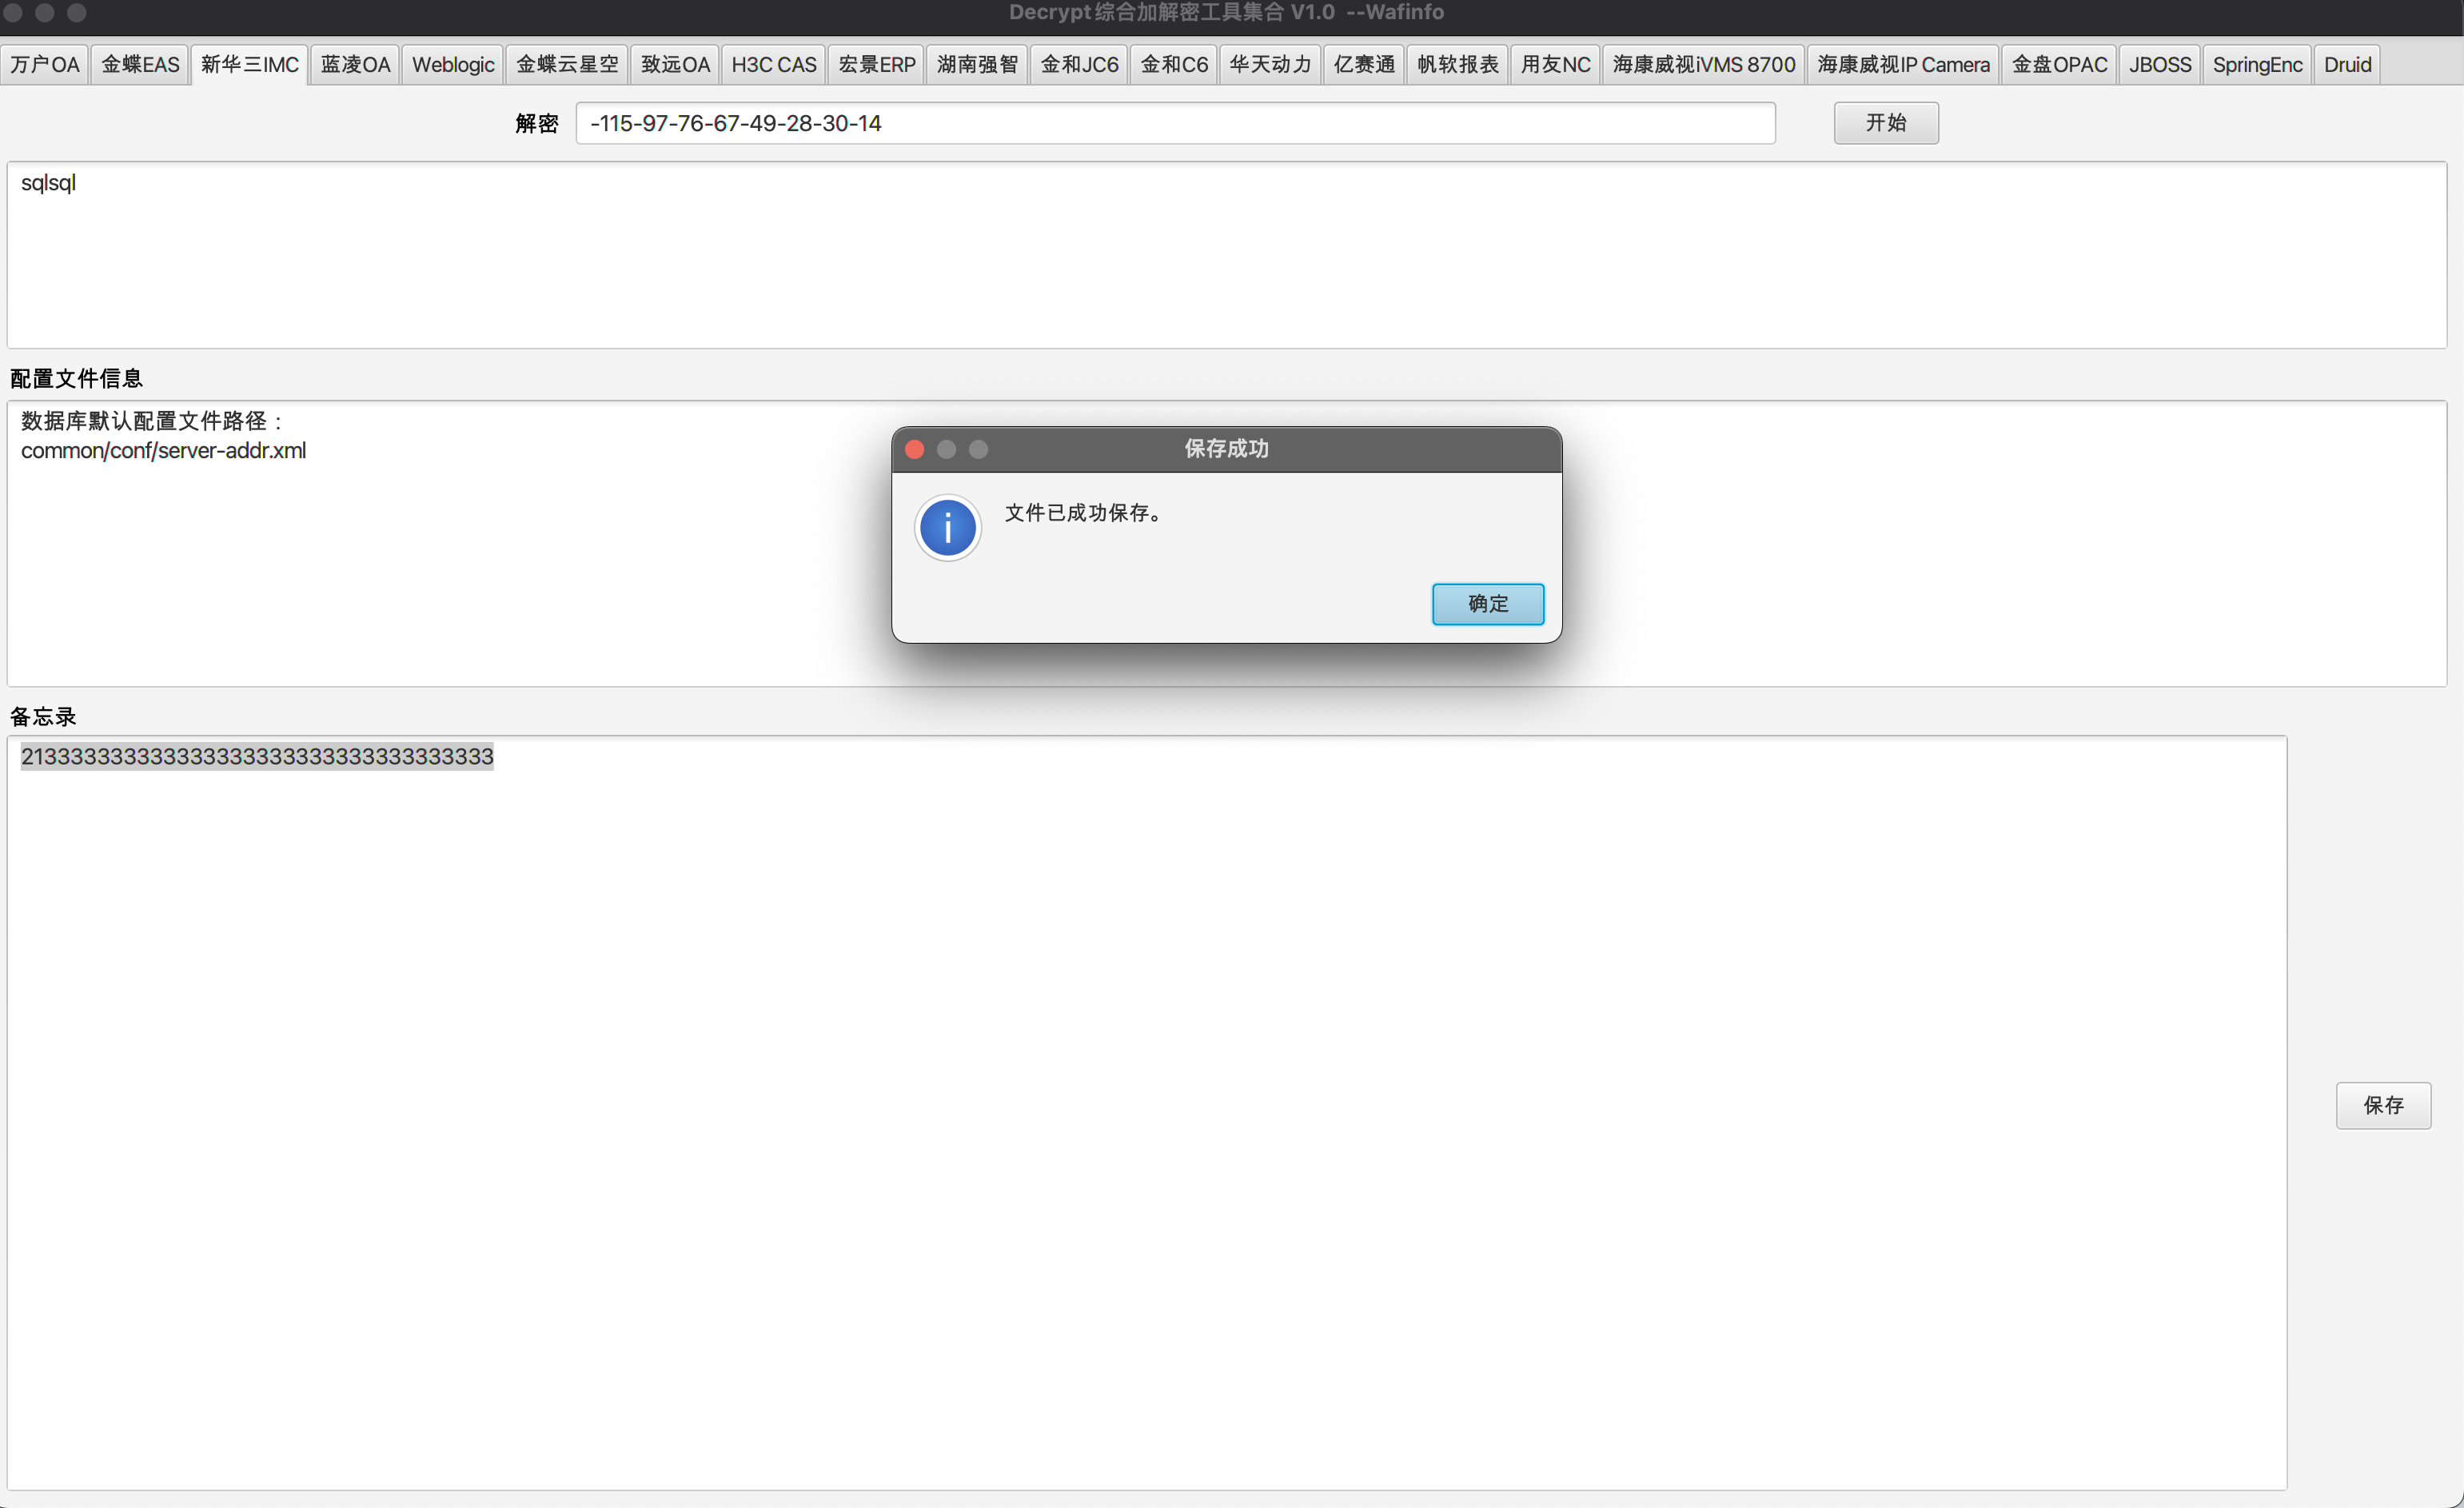 Decrypt综合加解密工具集合 V1.0 --Wafinfo
万户OA 金蝶EAS 新华三IMC 蓝凌OA Weblogic 金蝶云星空 致远OA H3C CAS 宏景ERP 湖南强智 金和JC6 金和C6 华天动力 亿赛通 帆软报表 用友NC 海康威视iVMS 8700 海康威视IP Camera 金盘OPAC JBOSS SpringEnc Druid
解密 -115-97-76-67-49-28-30-14 开始
sqlsql
配置文件信息
数据库默认配置文件路径：
common/conf/server-addr.xml
保存成功
文件已成功保存。
确定
备忘录
213333333333333333333333333333333333
保存